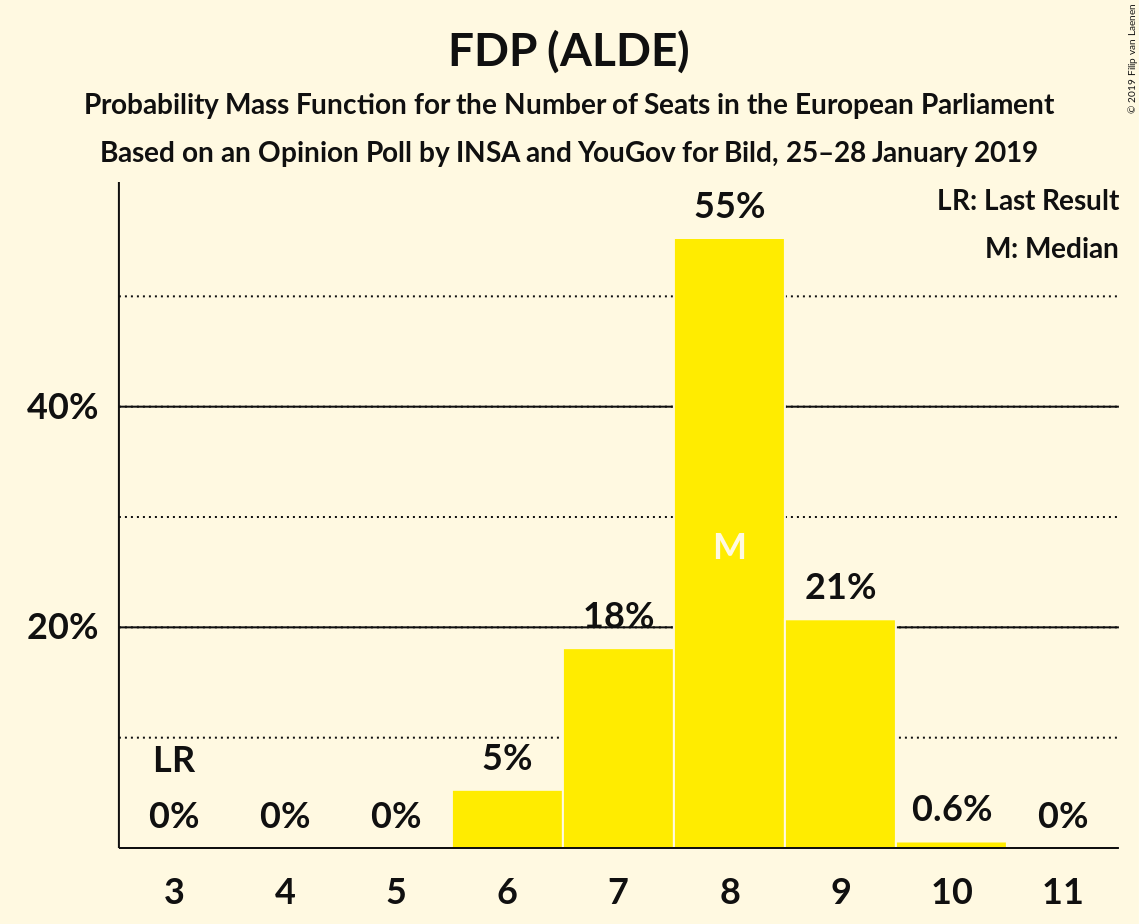 FDP (ALDE)
Probability Mass Function for the Number of Seats in the European Parliament
Based on an Opinion Poll by INSA and YouGov for Bild, 25–28 January 2019
© 2019 Filip van Laenen
LR: Last Result
M: Median
55%
40%
M
21%
18%
20%
LR
5%
0% 0% 0% 0.6% 0%
3 4 5 6 7 8 9 10 11